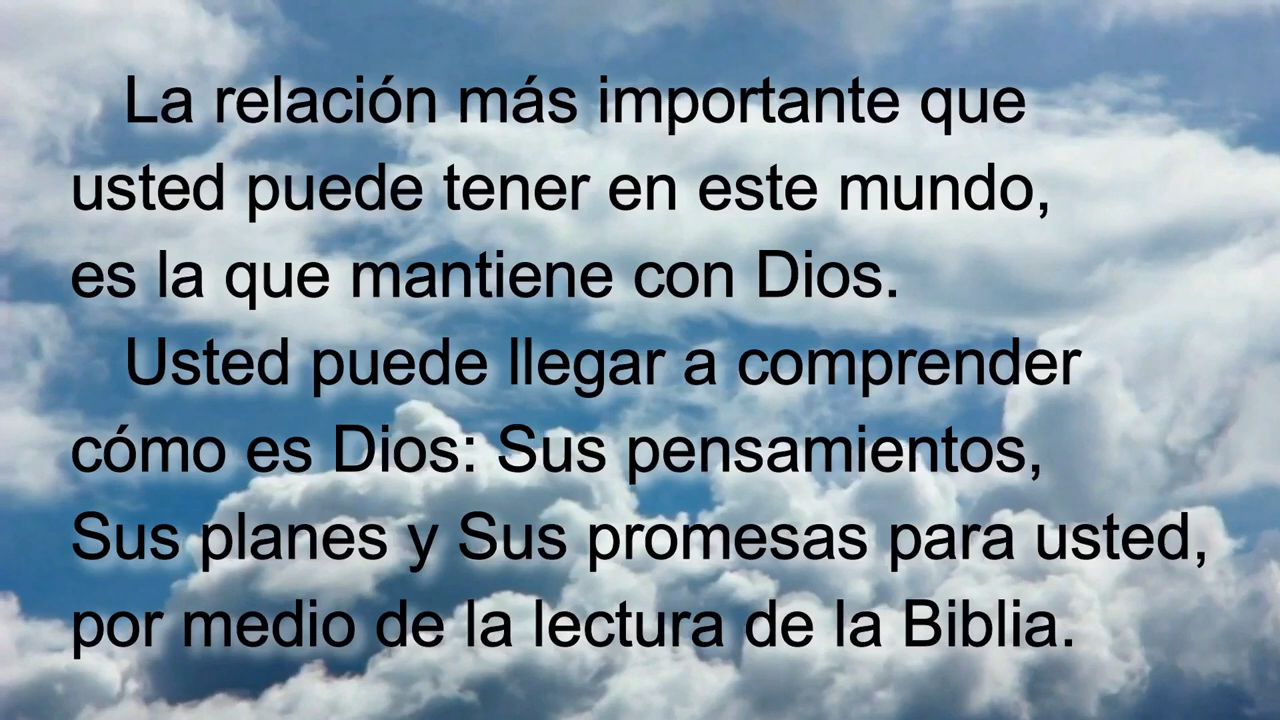 La relación más importante que
usted puede tener en este mundo,
es la que mantiene con Dios.
Usted puede llegar a comprender
cómo es Dios: Sus pensamientos,
Sus planes y Sus promesas para usted,
por medio de la lectura de la Biblia.